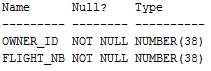 Name      Null?    Type
--------- -------- ----------
OWNER_ID  NOT NULL NUMBER(38)
FLIGHT_NB NOT NULL NUMBER(38)